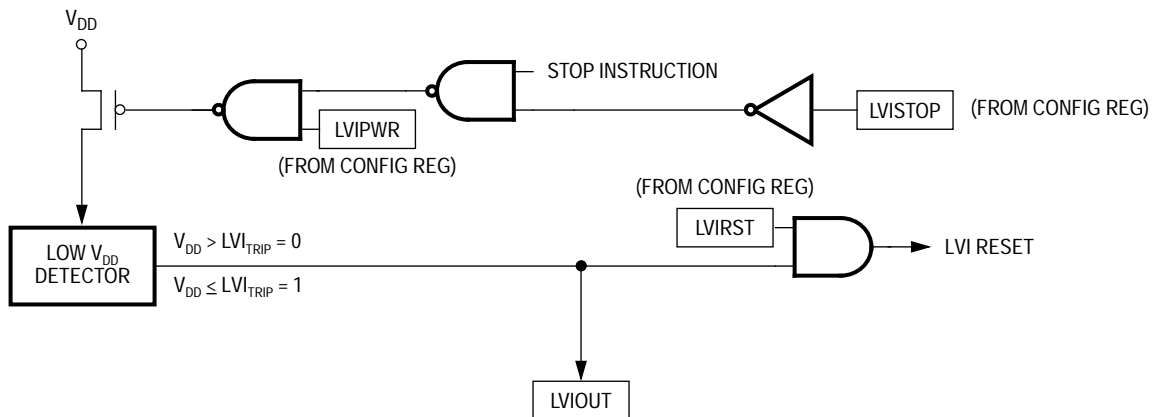 VDD
STOP INSTRUCTION
LVISTOP
(FROM CONFIG REG)
LVIPWR
(FROM CONFIG REG)
(FROM CONFIG REG)
LVIRST
LOW VDD
DETECTOR
VDD > LVITRIP = 0
VDD ≤ LVITRIP = 1
LVI RESET
LVIOUT